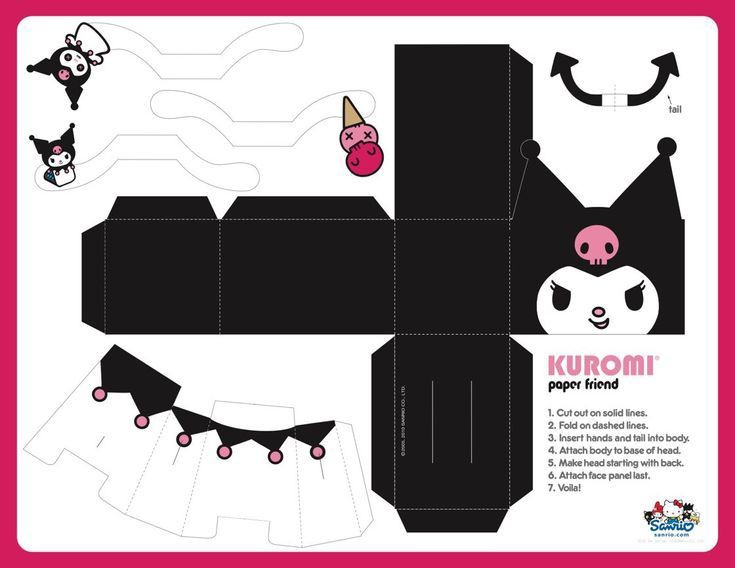 tail
KUROMI®
paper friend
1. Cut out on solid lines.
2. Fold on dashed lines.
3. Insert hands and tail into body.
4. Attach body to base of head.
5. Make head starting with back.
6. Attach face panel last.
7. Voila!
Sanrio
sanrio.com